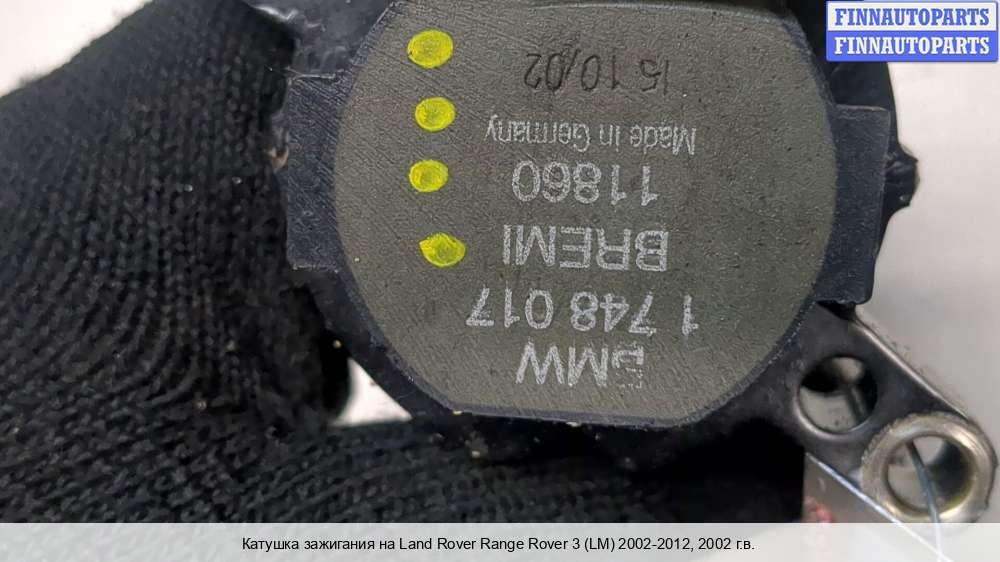 FINNAUTOPARTS
FINNAUTOPARTS
BMW
1 748 017
BREMI
11860
Made in Germany
15 10/02
Катушка зажигания на Land Rover Range Rover 3 (LM) 2002-2012, 2002 г.в.